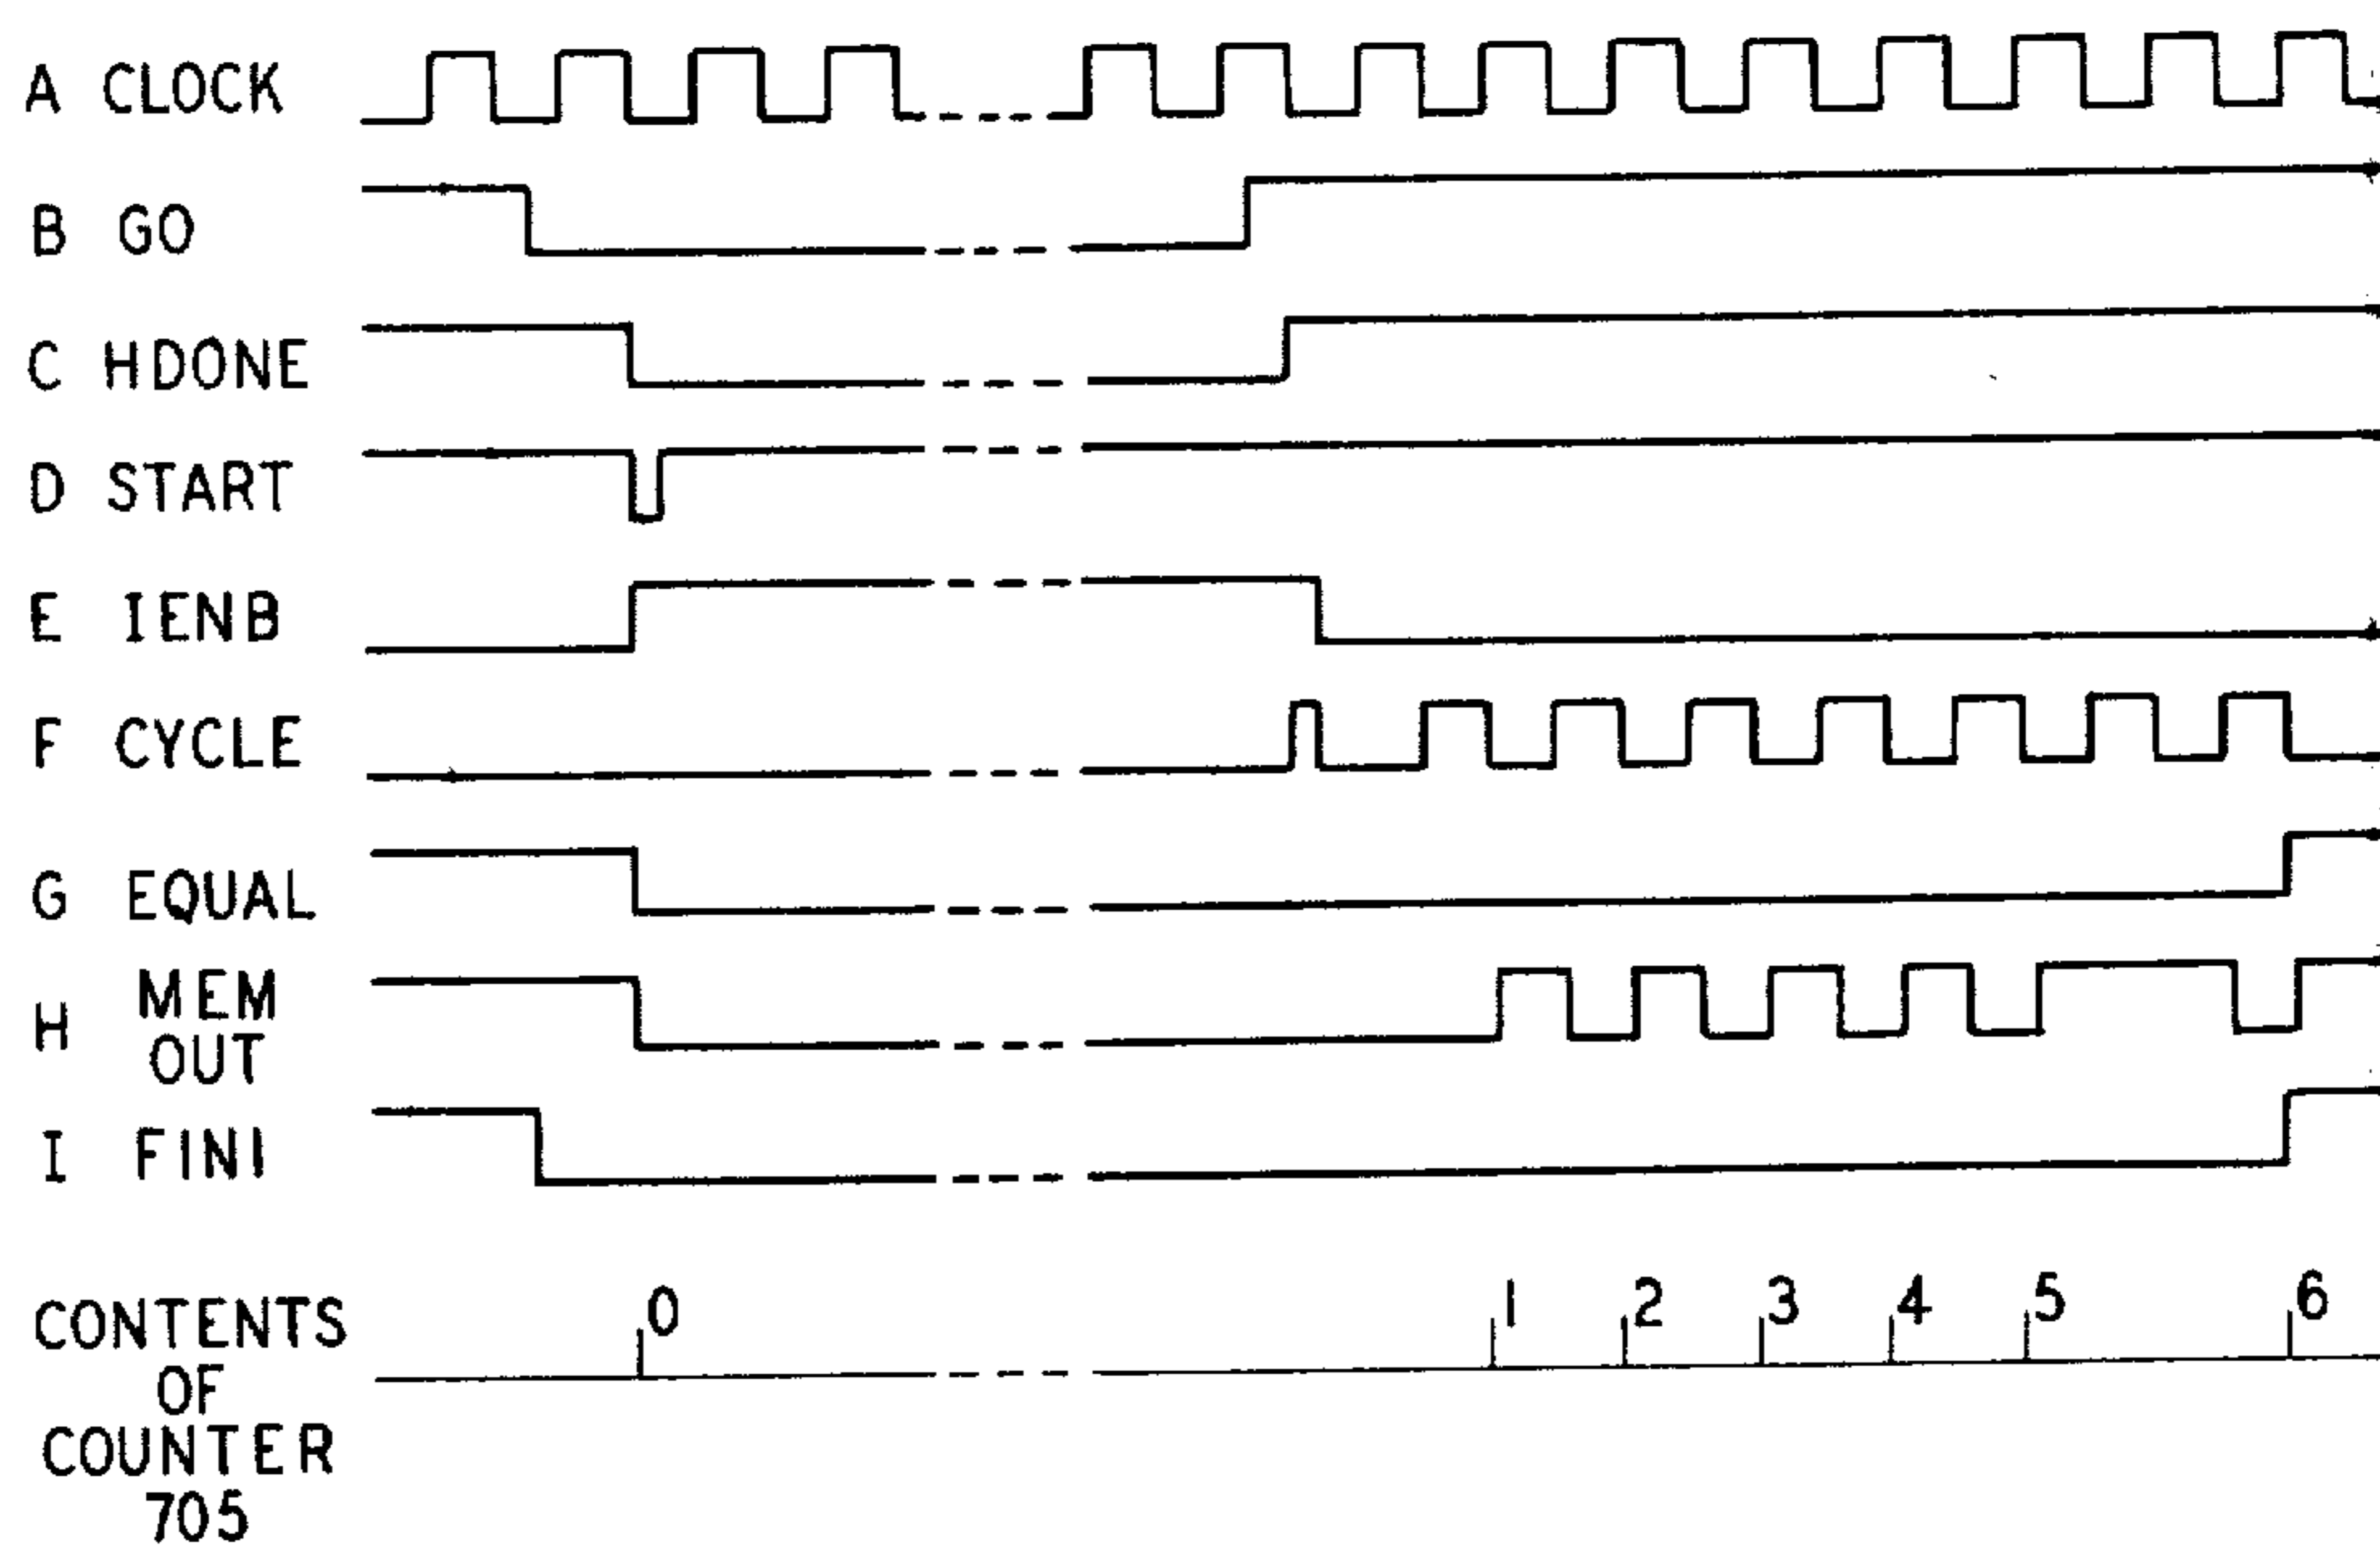 A CLOCK
B GO
C HDONE
D START
E IENB
F CYCLE
G EQUAL
H MEM
OUT
I FINI
0 1 2 3 4 5 6
CONTENTS
OF
COUNTER
705